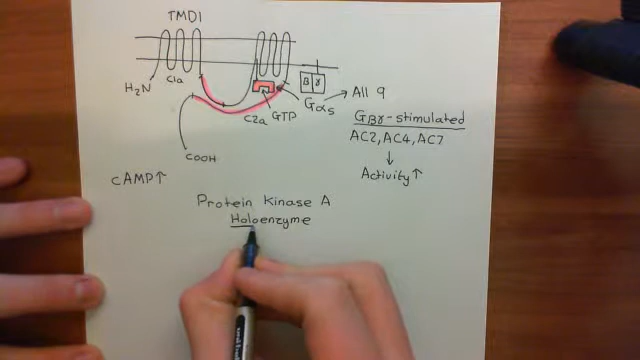 TMD1
H₂N
C1a
C2a
GTP
β γ
Gαs
All 9
Gβγ-stimulated
AC2, AC4, AC7
↓
Activity↑
COOH
cAMP↑
Protein Kinase A
Holoenzyme